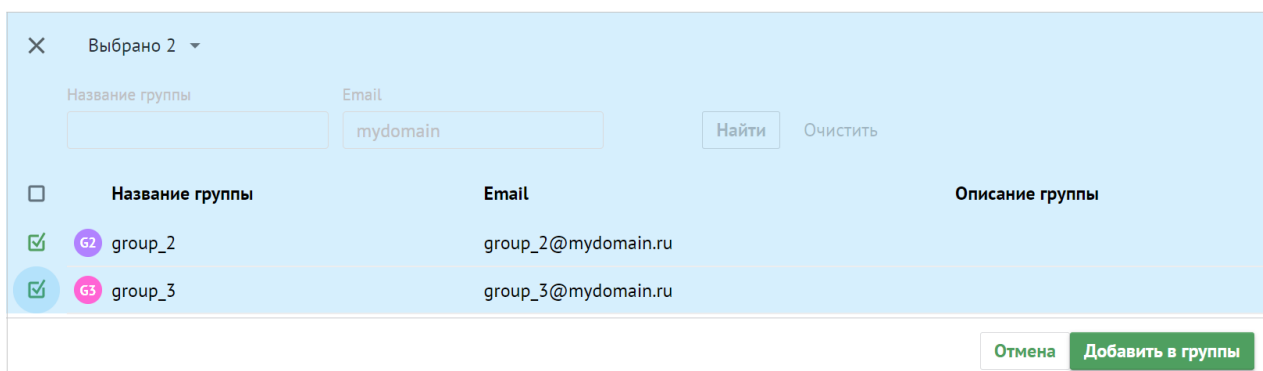 Выбрано 2
Название группы Email
mydomain Найти Очистить
Название группы Email Описание группы
G2 group_2 group_2@mydomain.ru
G3 group_3 group_3@mydomain.ru
Отмена Добавить в группы